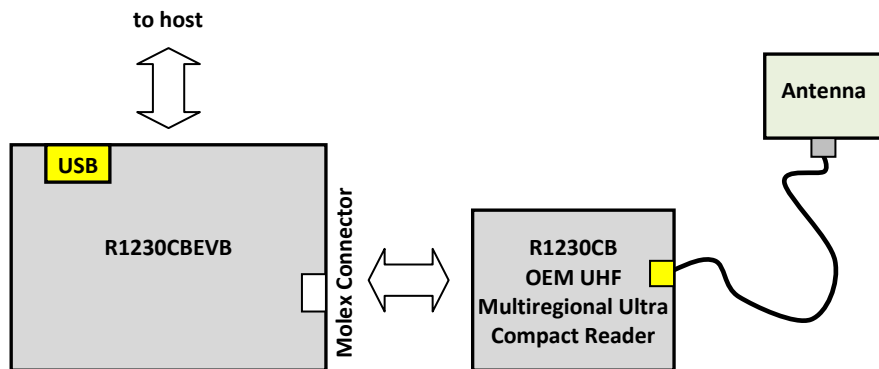 to host
Antenna
USB
R1230CBEVB
Molex Connector
R1230CB
OEM UHF
Multiregional Ultra
Compact Reader